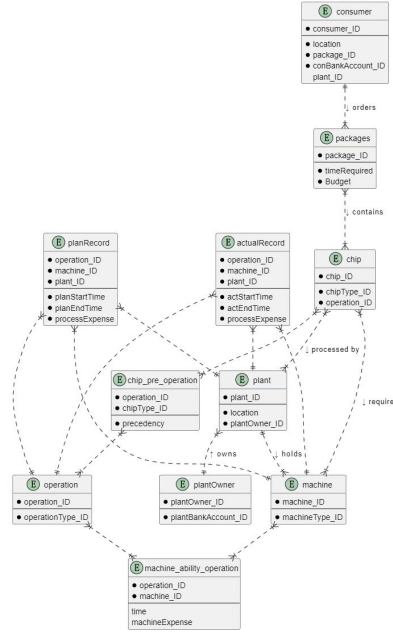 E consumer
consumer_ID
location
package_ID
conBankAccount_ID
plant_ID
↓ orders
E packages
package_ID
timeRequired
Budget
↓ contains
E planRecord
operation_ID
machine_ID
plant_ID
planStartTime
planEndTime
processExpense
E actualRecord
operation_ID
machine_ID
plant_ID
actStartTime
actEndTime
processExpense
E chip
chip_ID
chipType_ID
operation_ID
↓ processed by
E chip_pre_operation
operation_ID
chipType_ID
precedency
E plant
plant_ID
location
plantOwner_ID
↓ require
↑ owns
↓ holds
E operation
operation_ID
operationType_ID
E plantOwner
plantOwner_ID
plantBankAccount_ID
E machine
machine_ID
machineType_ID
E machine_ability_operation
operation_ID
machine_ID
time
machineExpense